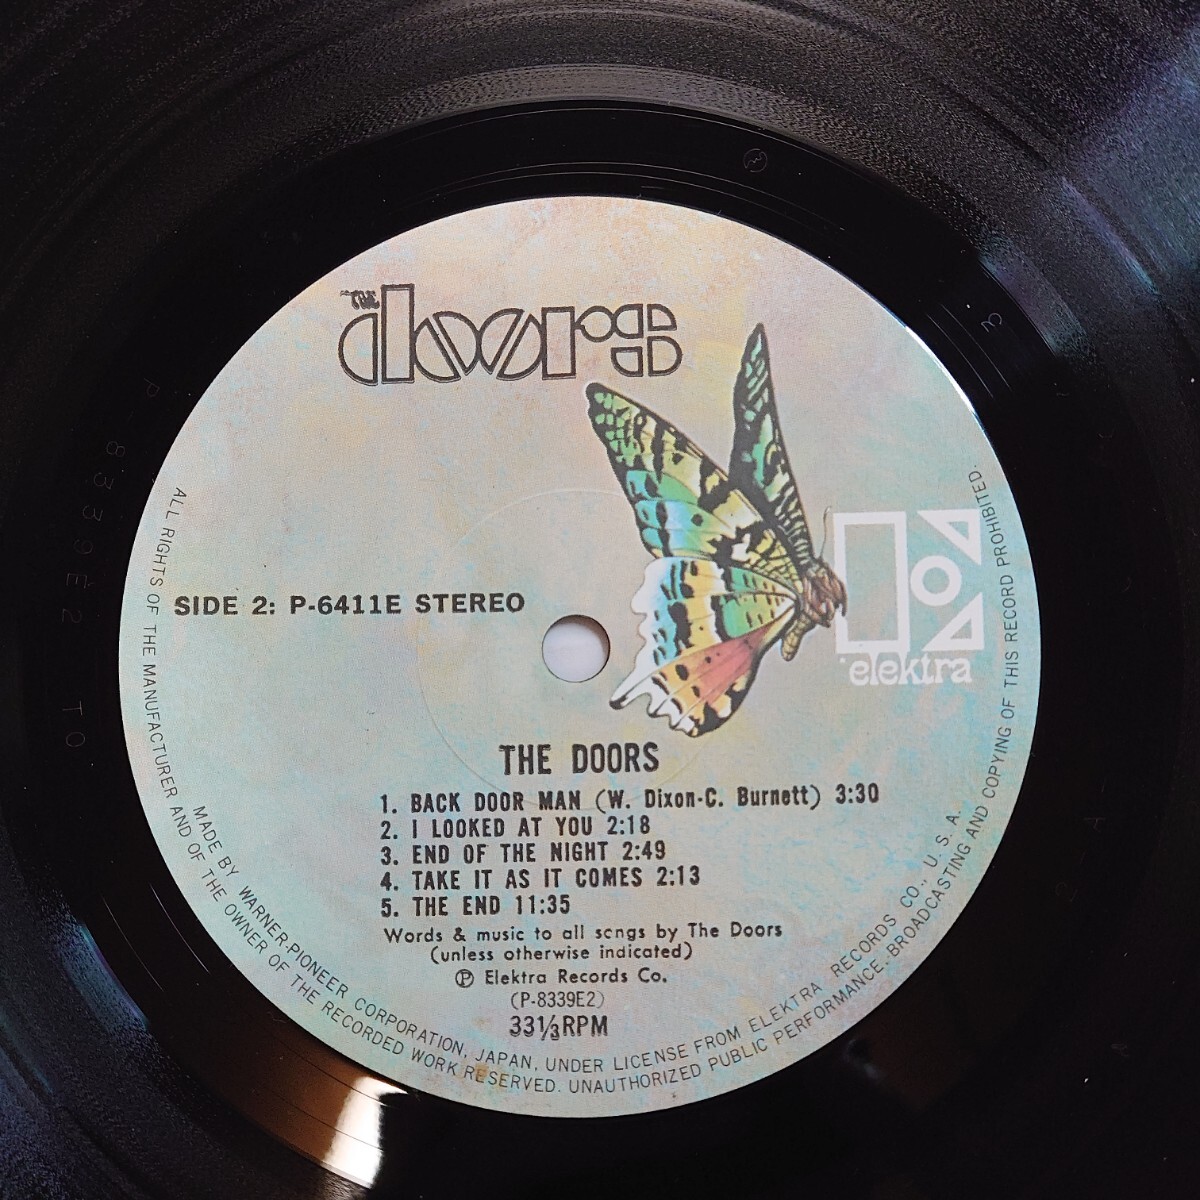 THE
doors
elektra
SIDE 2: P-6411E STEREO
THE DOORS
1. BACK DOOR MAN (W. Dixon-C. Burnett) 3:30
2. I LOOKED AT YOU 2:18
3. END OF THE NIGHT 2:49
4. TAKE IT AS IT COMES 2:13
5. THE END 11:35
Words & music to all songs by The Doors
(unless otherwise indicated)
Ⓟ Elektra Records Co.
(P-8339E2)
33⅓RPM
ALL RIGHTS OF THE MANUFACTURER AND OF THE OWNER OF THE RECORDED WORK RESERVED. UNAUTHORIZED PUBLIC PERFORMANCE, BROADCASTING AND COPYING OF THIS RECORD PROHIBITED.
MADE BY WARNER-PIONEER CORPORATION, JAPAN, UNDER LICENSE FROM ELEKTRA RECORDS CO., U. S. A.
P-8339E2 TO
3